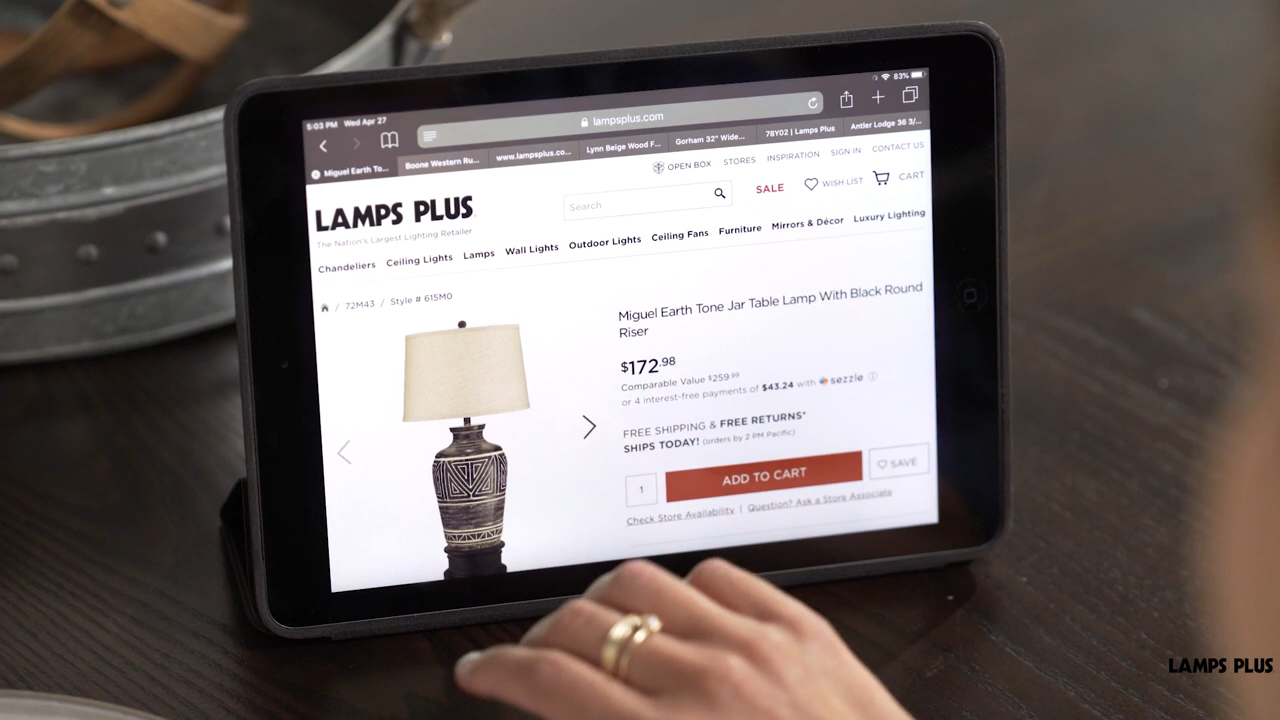 5:03 PM Wed Apr 27
83%
lampsplus.com
Miguel Earth To...
Boone Western Ru...
www.lampsplus.co...
Lynn Beige Wood F...
Gorham 32" Wide...
78Y02 | Lamps Plus
Antler Lodge 36 3/...
OPEN BOX STORES INSPIRATION SIGN IN CONTACT US
LAMPS PLUS
The Nation's Largest Lighting Retailer
Search
SALE WISH LIST CART
Chandeliers Ceiling Lights Lamps Wall Lights Outdoor Lights Ceiling Fans Furniture Mirrors & Décor Luxury Lighting
/ 72M43 / Style # 615M0
Miguel Earth Tone Jar Table Lamp With Black Round
Riser
$172.98
Comparable Value $259.99
or 4 interest-free payments of $43.24 with sezzle
FREE SHIPPING & FREE RETURNS*
SHIPS TODAY! (orders by 2 PM Pacific)
1 ADD TO CART SAVE
Check Store Availability | Question? Ask a Store Associate
LAMPS PLUS